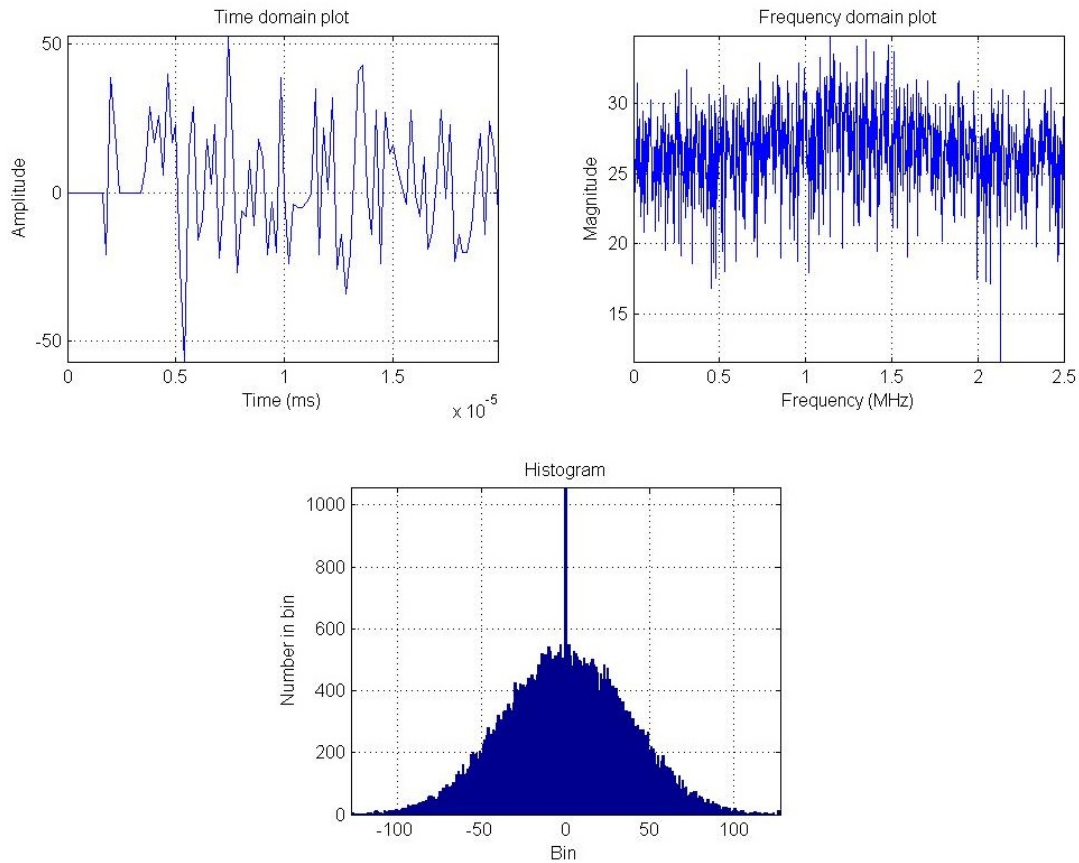 Time domain plot
50
0
-50
Amplitude
0
0.5
1
1.5
Time (ms)
x 10-5
Frequency domain plot
30
25
20
15
Magnitude
0
0.5
1
1.5
2
2.5
Frequency (MHz)
Histogram
1000
800
600
400
200
0
Number in bin
-100
-50
0
50
100
Bin